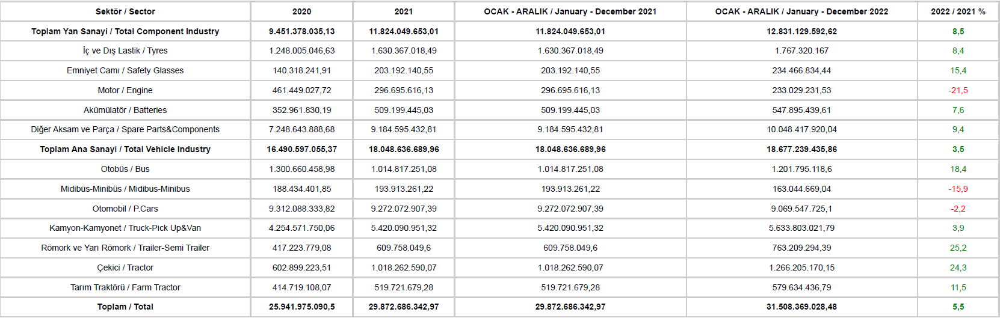 Sektör / Sector 2020 2021 OCAK - ARALIK / January - December 2021 OCAK - ARALIK / January - December 2022 2022 / 2021 %
Toplam Yan Sanayi / Total Component Industry 9.451.378.035,13 11.824.049.653,01 11.824.049.653,01 12.831.129.592,62 8,5
İç ve Dış Lastik / Tyres 1.248.005.046,63 1.630.367.018,49 1.630.367.018,49 1.767.320.167 8,4
Emniyet Camı / Safety Glasses 140.318.241,91 203.192.140,55 203.192.140,55 234.466.834,44 15,4
Motor / Engine 461.449.027,72 296.695.616,13 296.695.616,13 233.029.231,53 -21,5
Akümülatör / Batteries 352.961.830,19 509.199.445,03 509.199.445,03 547.895.439,61 7,6
Diğer Aksam ve Parça / Spare Parts&Components 7.248.643.888,68 9.184.595.432,81 9.184.595.432,81 10.048.417.920,04 9,4
Toplam Ana Sanayi / Total Vehicle Industry 16.490.597.055,37 18.048.636.689,96 18.048.636.689,96 18.677.239.435,86 3,5
Otobüs / Bus 1.300.660.458,98 1.014.817.251,08 1.014.817.251,08 1.201.795.118,6 18,4
Midibüs-Minibüs / Midibus-Minibus 188.434.401,85 193.913.261,22 193.913.261,22 163.044.669,04 -15,9
Otomobil / P.Cars 9.312.088.333,82 9.272.072.907,39 9.272.072.907,39 9.069.547.725,1 -2,2
Kamyon-Kamyonet / Truck-Pick Up&Van 4.254.571.750,06 5.420.090.951,32 5.420.090.951,32 5.633.803.021,79 3,9
Römork ve Yarı Römork / Trailer-Semi Trailer 417.223.779,08 609.758.049,6 609.758.049,6 763.209.294,39 25,2
Çekici / Tractor 602.899.223,51 1.018.262.590,07 1.018.262.590,07 1.266.205.170,15 24,3
Tarım Traktörü / Farm Tractor 414.719.108,07 519.721.679,28 519.721.679,28 579.634.436,79 11,5
Toplam / Total 25.941.975.090,5 29.872.686.342,97 29.872.686.342,97 31.508.369.028,48 5,5